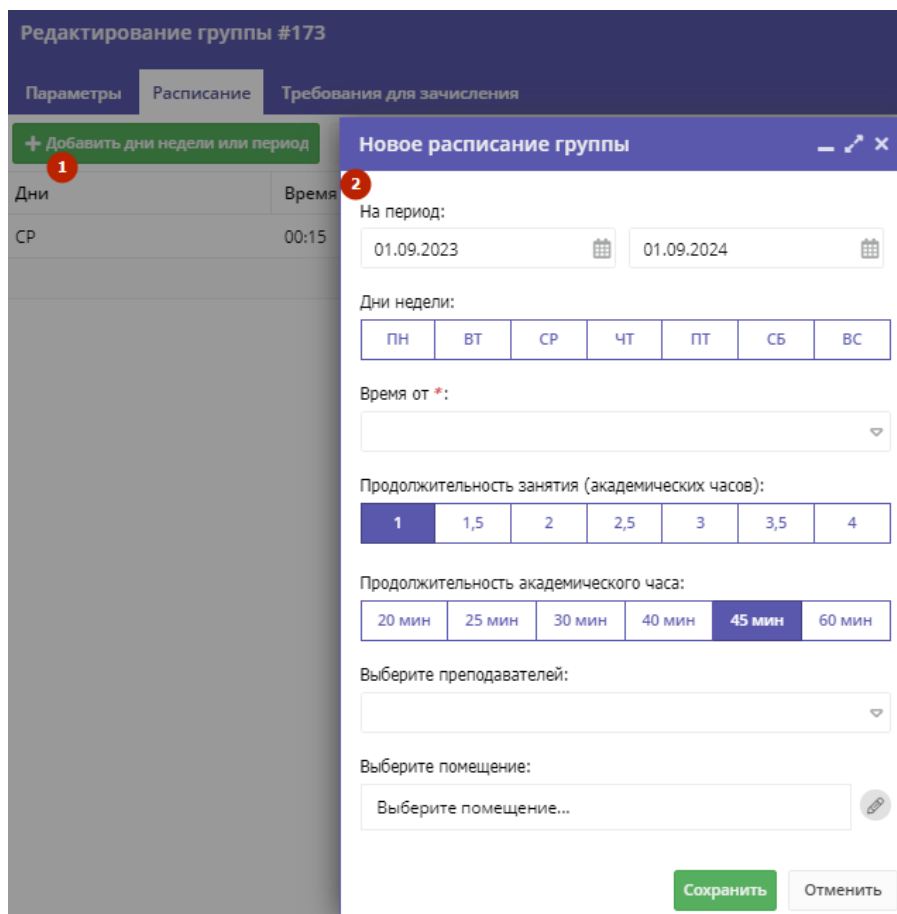 Редактирование группы #173
Параметры Расписание Требования для зачисления
+ Добавить дни недели или период
1
Дни Время
СР 00:15
Новое расписание группы
2
На период:
01.09.2023 01.09.2024
Дни недели:
ПН ВТ СР ЧТ ПТ СБ ВС
Время от *:
Продолжительность занятия (академических часов):
1 1,5 2 2,5 3 3,5 4
Продолжительность академического часа:
20 мин 25 мин 30 мин 40 мин 45 мин 60 мин
Выберите преподавателей:
Выберите помещение:
Выберите помещение...
Сохранить Отменить